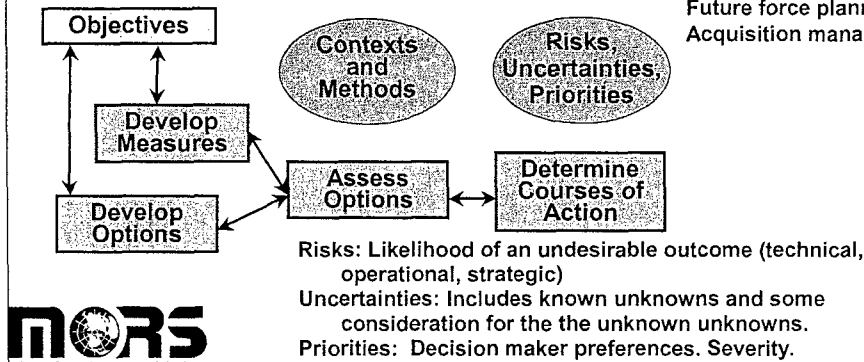 Objectives
Contexts
and
Methods
Risks,
Uncertainties,
Priorities
Future force
Acquisition
Develop
Measures
Develop
Options
Assess
Options
Determine
Courses of
Action
Risks: Likelihood of an undesirable outcome (technical,
operational, strategic)
Uncertainties: Includes known unknowns and some
consideration for the the unknown unknowns.
Priorities: Decision maker preferences. Severity.
MORS